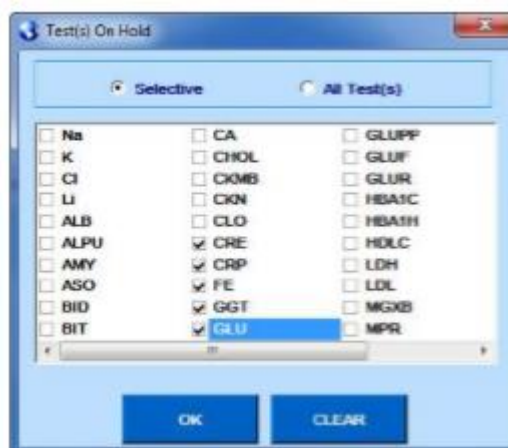 Test(s) On Hold
Selective
All Test(s)
Na
K
Cl
Li
ALB
ALPU
AMY
ASO
BID
BIT
CA
CHOL
CKMB
CKN
CLO
CRE
CRP
FE
GGT
GLU
GLUPP
GLUF
GLUR
HBA1C
HBA1H
HDLC
LDH
LDL
MGXB
MPR
OK
CLEAR